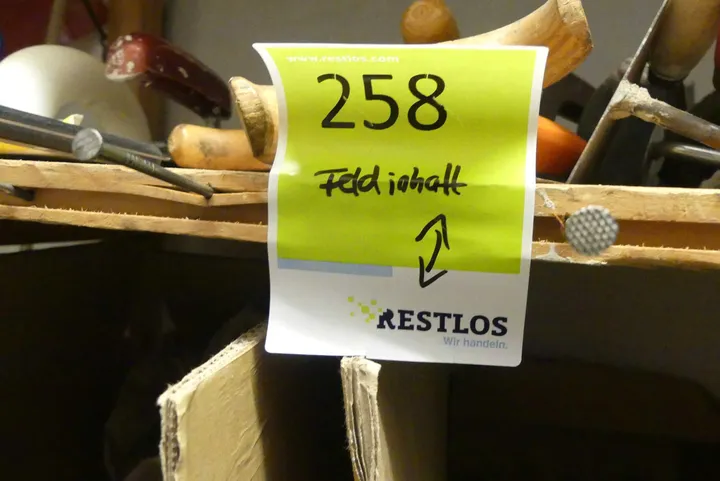 www.restlos.com
258
Feldinhalt
RESTLOS
Wir handeln.